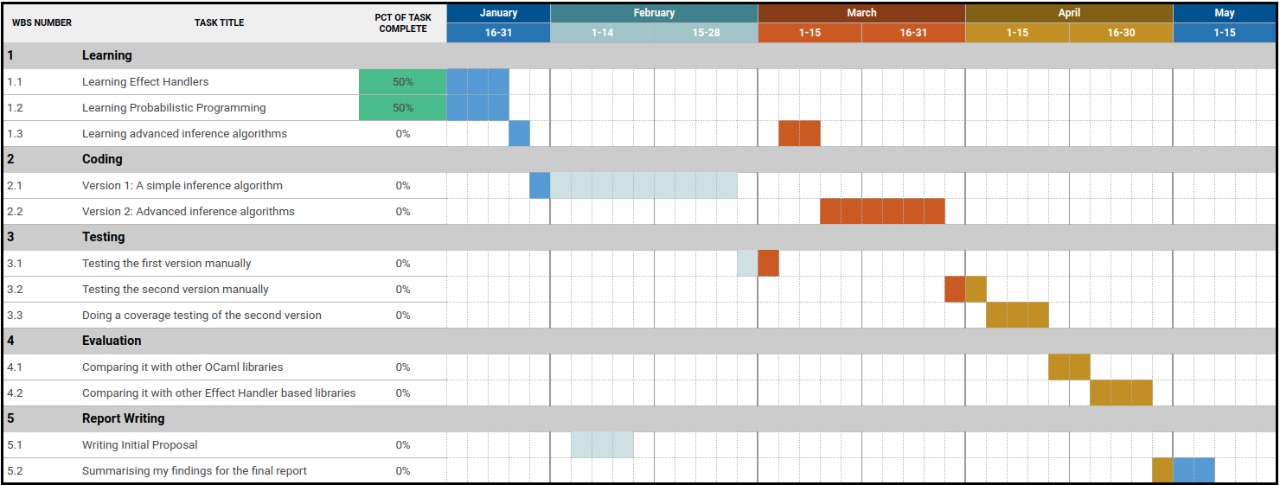 WBS NUMBER TASK TITLE PCT OF TASK COMPLETE January February March April May
16-31 1-14 15-28 1-15 16-31 1-15 16-30 1-15
1 Learning
1.1 Learning Effect Handlers 50%
1.2 Learning Probabilistic Programming 50%
1.3 Learning advanced inference algorithms 0%
2 Coding
2.1 Version 1: A simple inference algorithm 0%
2.2 Version 2: Advanced inference algorithms 0%
3 Testing
3.1 Testing the first version manually 0%
3.2 Testing the second version manually 0%
3.3 Doing a coverage testing of the second version 0%
4 Evaluation
4.1 Comparing it with other OCaml libraries 0%
4.2 Comparing it with other Effect Handler based libraries 0%
5 Report Writing
5.1 Writing Initial Proposal 0%
5.2 Summarising my findings for the final report 0%